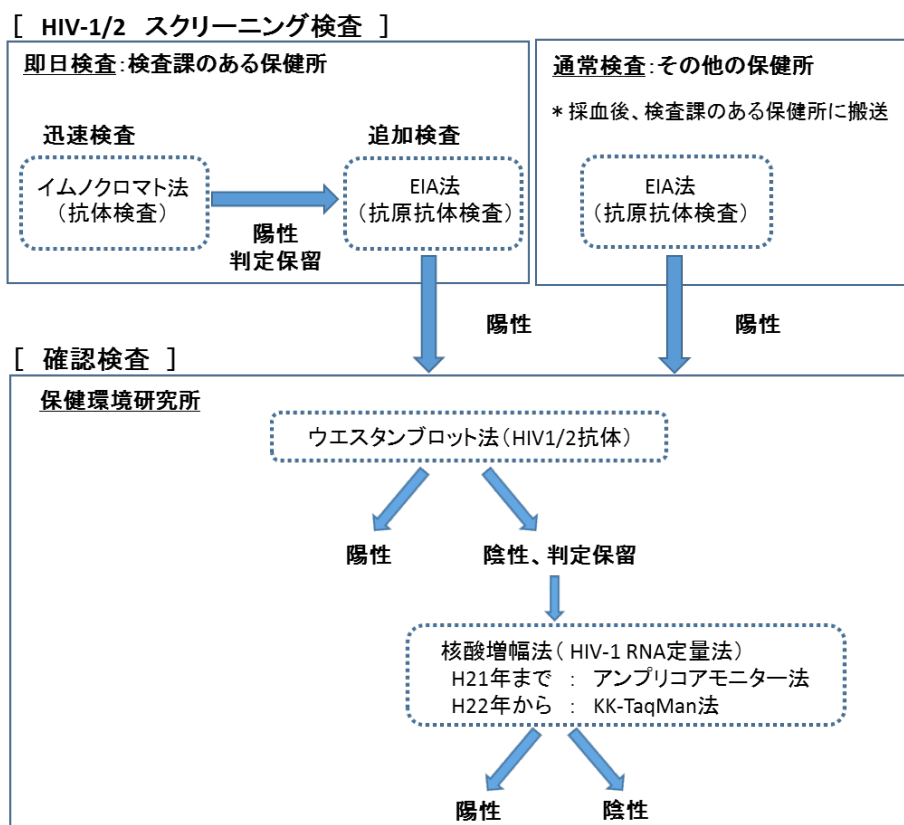 [ HIV-1/2 スクリーニング検査 ]
即日検査:検査課のある保健所
迅速検査
イムノクロマト法
(抗体検査)
陽性
判定保留
追加検査
EIA法
(抗原抗体検査)
陽性
通常検査:その他の保健所
*採血後、検査課のある保健所に搬送
EIA法
(抗原抗体検査)
陽性
[ 確認検査 ]
保健環境研究所
ウエスタンブロット法(HIV1/2抗体)
陽性
陰性、判定保留
核酸増幅法( HIV-1 RNA定量法)
H21年まで : アンプリコアモニター法
H22年から : KK-TaqMan法
陽性
陰性